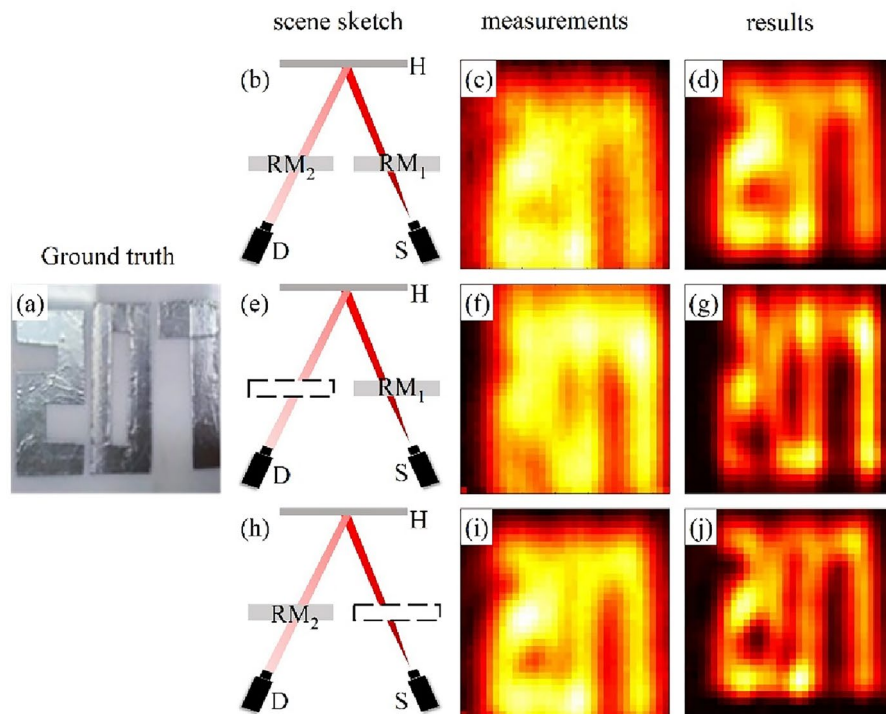 scene sketch measurements results
(b) H (c) (d)
RM2 RM1
D S
Ground truth
(a) (e) H (f) (g)
RM1
D S
(h) H (i) (j)
RM2
D S